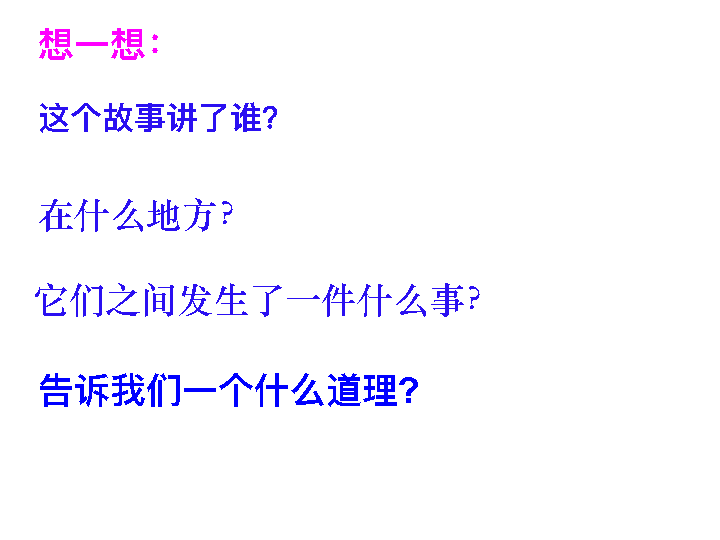 想一想：
这个故事讲了谁?
在什么地方?
它们之间发生了一件什么事?
告诉我们一个什么道理?